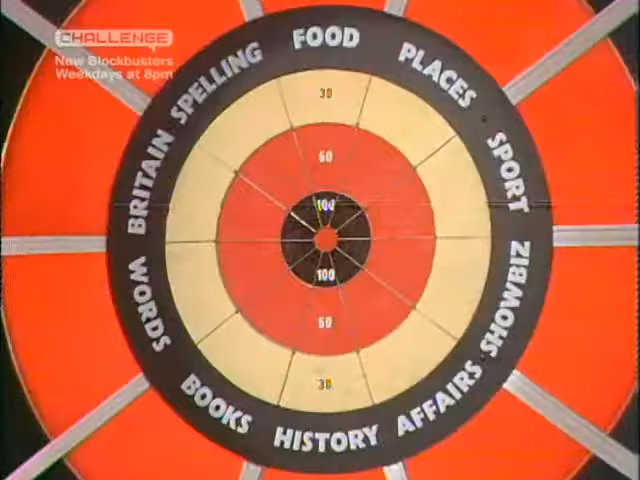 CHALLENGE
New Blockbusters
Weekdays at 8pm
FOOD
PLACES
SPORT
SHOWBIZ
AFFAIRS
HISTORY
BOOKS
WORDS
BRITAIN
SPELLING
30
60
100
100
60
30